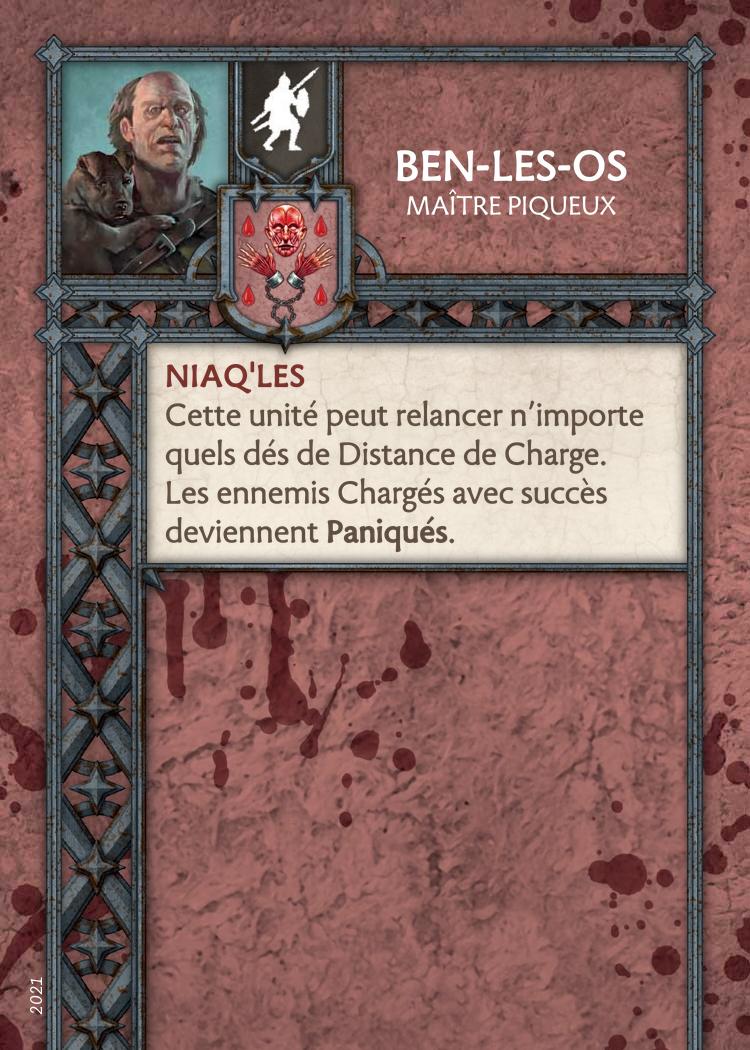 BEN-LES-OS
MAÎTRE PIQUEUX
NIAQ'LES
Cette unité peut relancer n’importe
quels dés de Distance de Charge.
Les ennemis Chargés avec succès
deviennent Paniqués.
2021